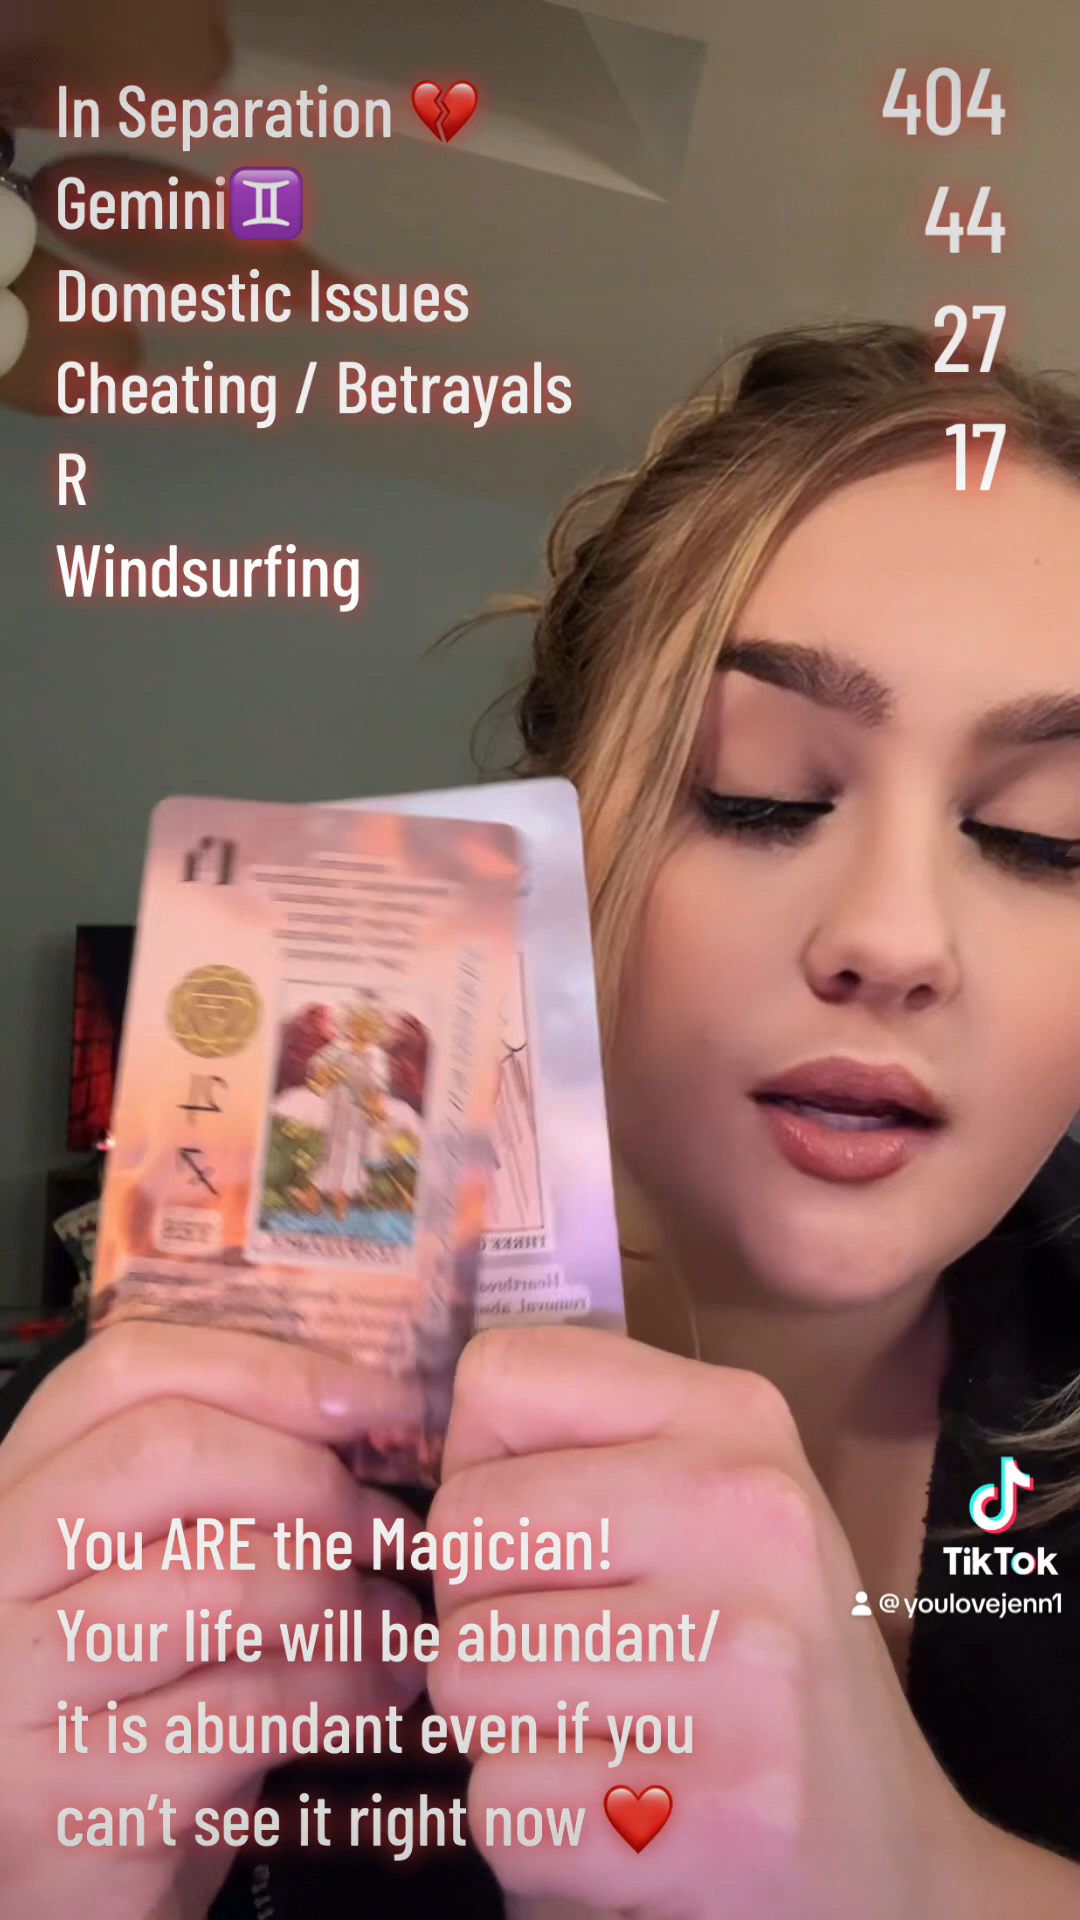 In Separation 💔
404
Gemini♊
44
Domestic Issues
27
Cheating / Betrayals
17
R
Windsurfing
THREE
You ARE the Magician!
Your life will be abundant/
it is abundant even if you
can't see it right now ❤️
TikTok
@youlovejenn1